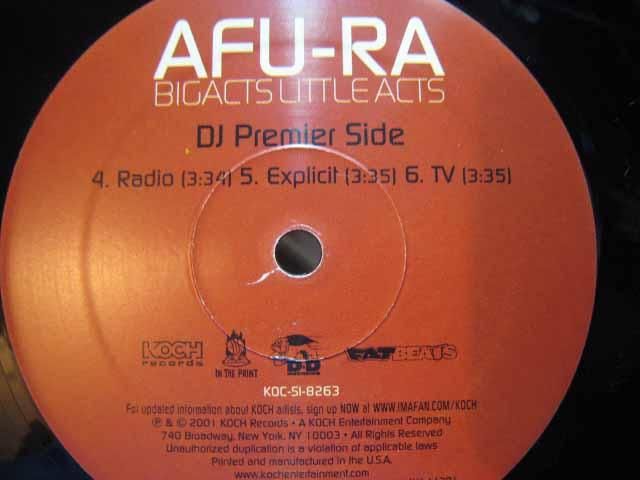 AFU-RA
BIGACTS LITTLE ACTS
DJ Premier Side
4. Radio (3:34) 5. Explicit (3:35) 6. TV (3:35)
KOCH records IN THE PAINT D&D FAT BEATS
KOC-SI-8263
For updated information about KOCH artists, sign up NOW at WWW.IMAFAN.COM/KOCH
℗ & © 2001 KOCH Records • A KOCH Entertainment Company
740 Broadway, New York, NY 10003 • All Rights Reserved
Unauthorized duplication is a violation of applicable laws
Printed and manufactured in the U.S.A.
www.kochentertainment.com